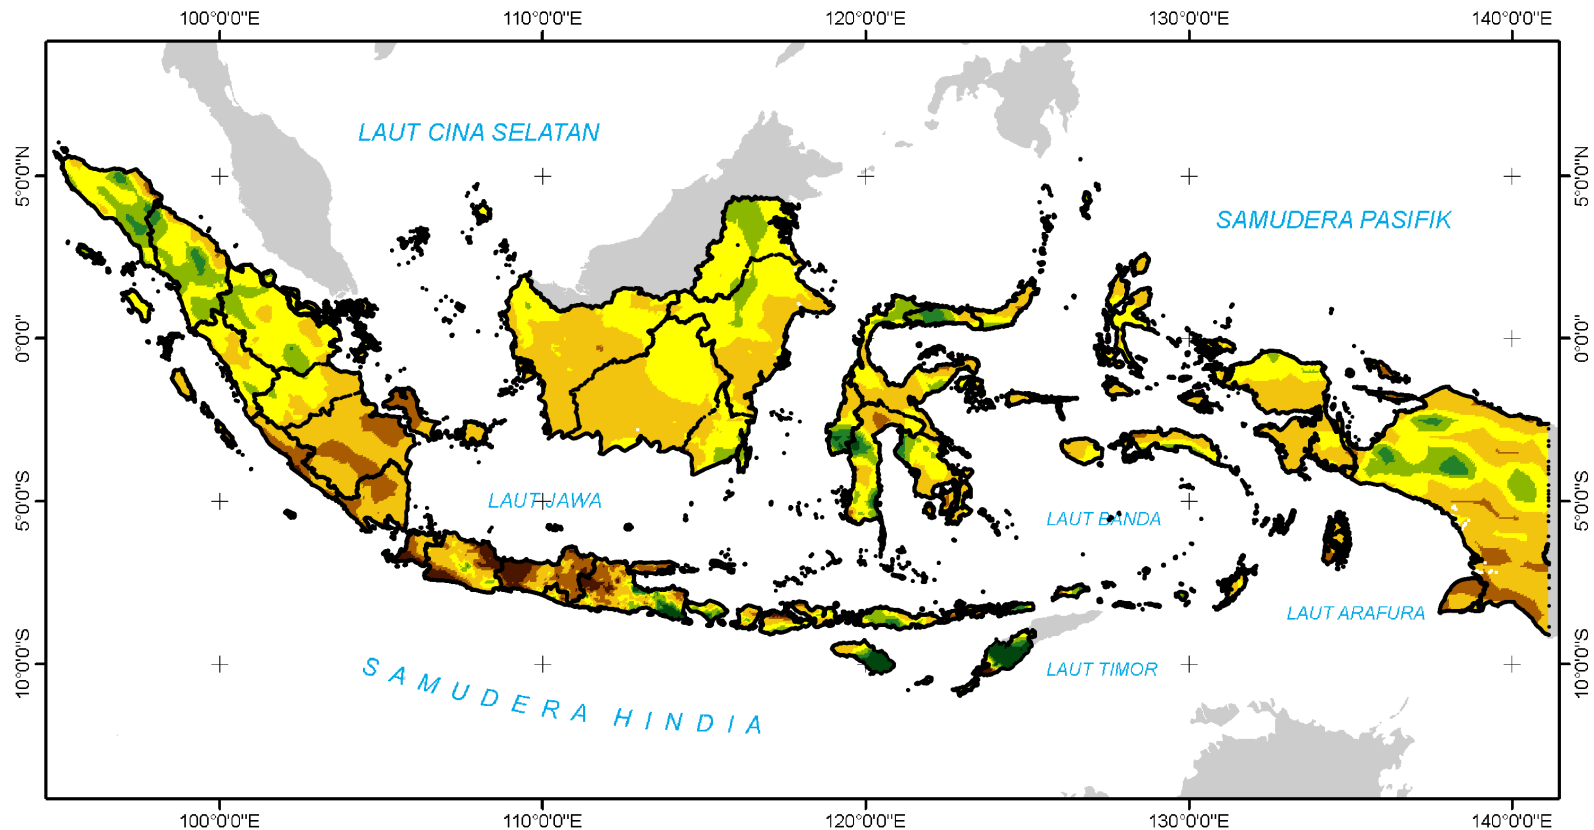 100°0'0"E 110°0'0"E 120°0'0"E 130°0'0"E 140°0'0"E
LAUT CINA SELATAN
5°0'0"N 5°0'0"N
SAMUDERA PASIFIK
0°0'0" 0°0'0"
LAUT JAWA
5°0'0"S 5°0'0"S
LAUT BANDA
LAUT ARAFURA
10°0'0"S 10°0'0"S
LAUT TIMOR
SAMUDERA HINDIA
100°0'0"E 110°0'0"E 120°0'0"E 130°0'0"E 140°0'0"E